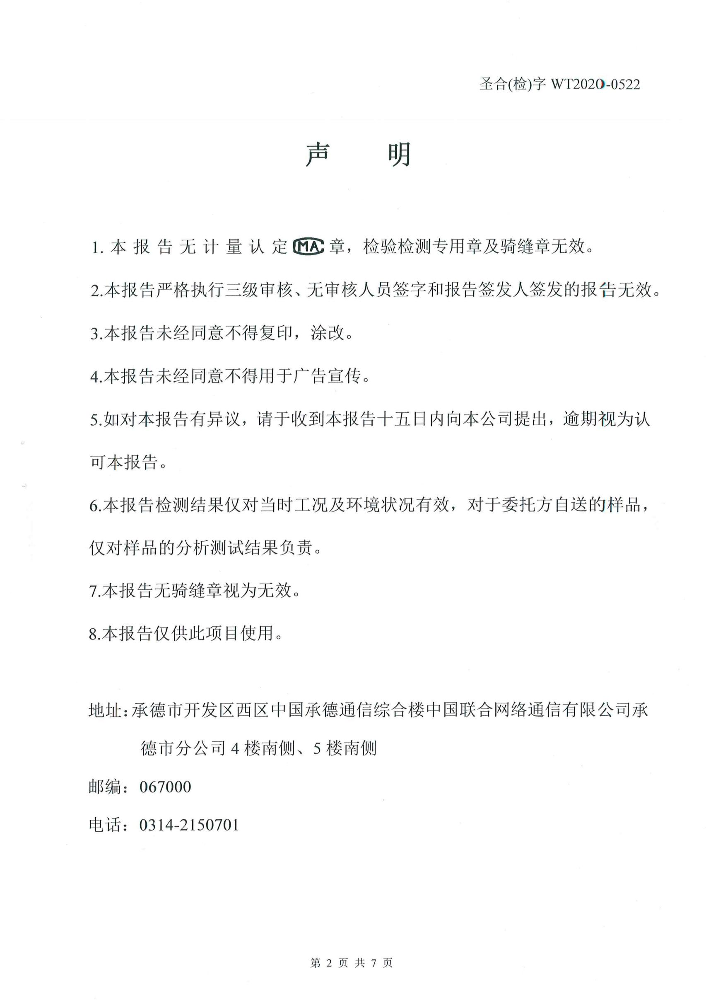 圣合(检)字 WT2020-0522
声 明
1. 本报告无计量认定MA章，检验检测专用章及骑缝章无效。
2.本报告严格执行三级审核、无审核人员签字和报告签发人签发的报告无效。
3.本报告未经同意不得复印，涂改。
4.本报告未经同意不得用于广告宣传。
5.如对本报告有异议，请于收到本报告十五日内向本公司提出，逾期视为认
可本报告。
6.本报告检测结果仅对当时工况及环境状况有效，对于委托方自送的样品，
仅对样品的分析测试结果负责。
7.本报告无骑缝章视为无效。
8.本报告仅供此项目使用。
地址：承德市开发区西区中国承德通信综合楼中国联合网络通信有限公司承
德市分公司 4 楼南侧、5 楼南侧
邮编：067000
电话：0314-2150701
第 2 页 共 7 页